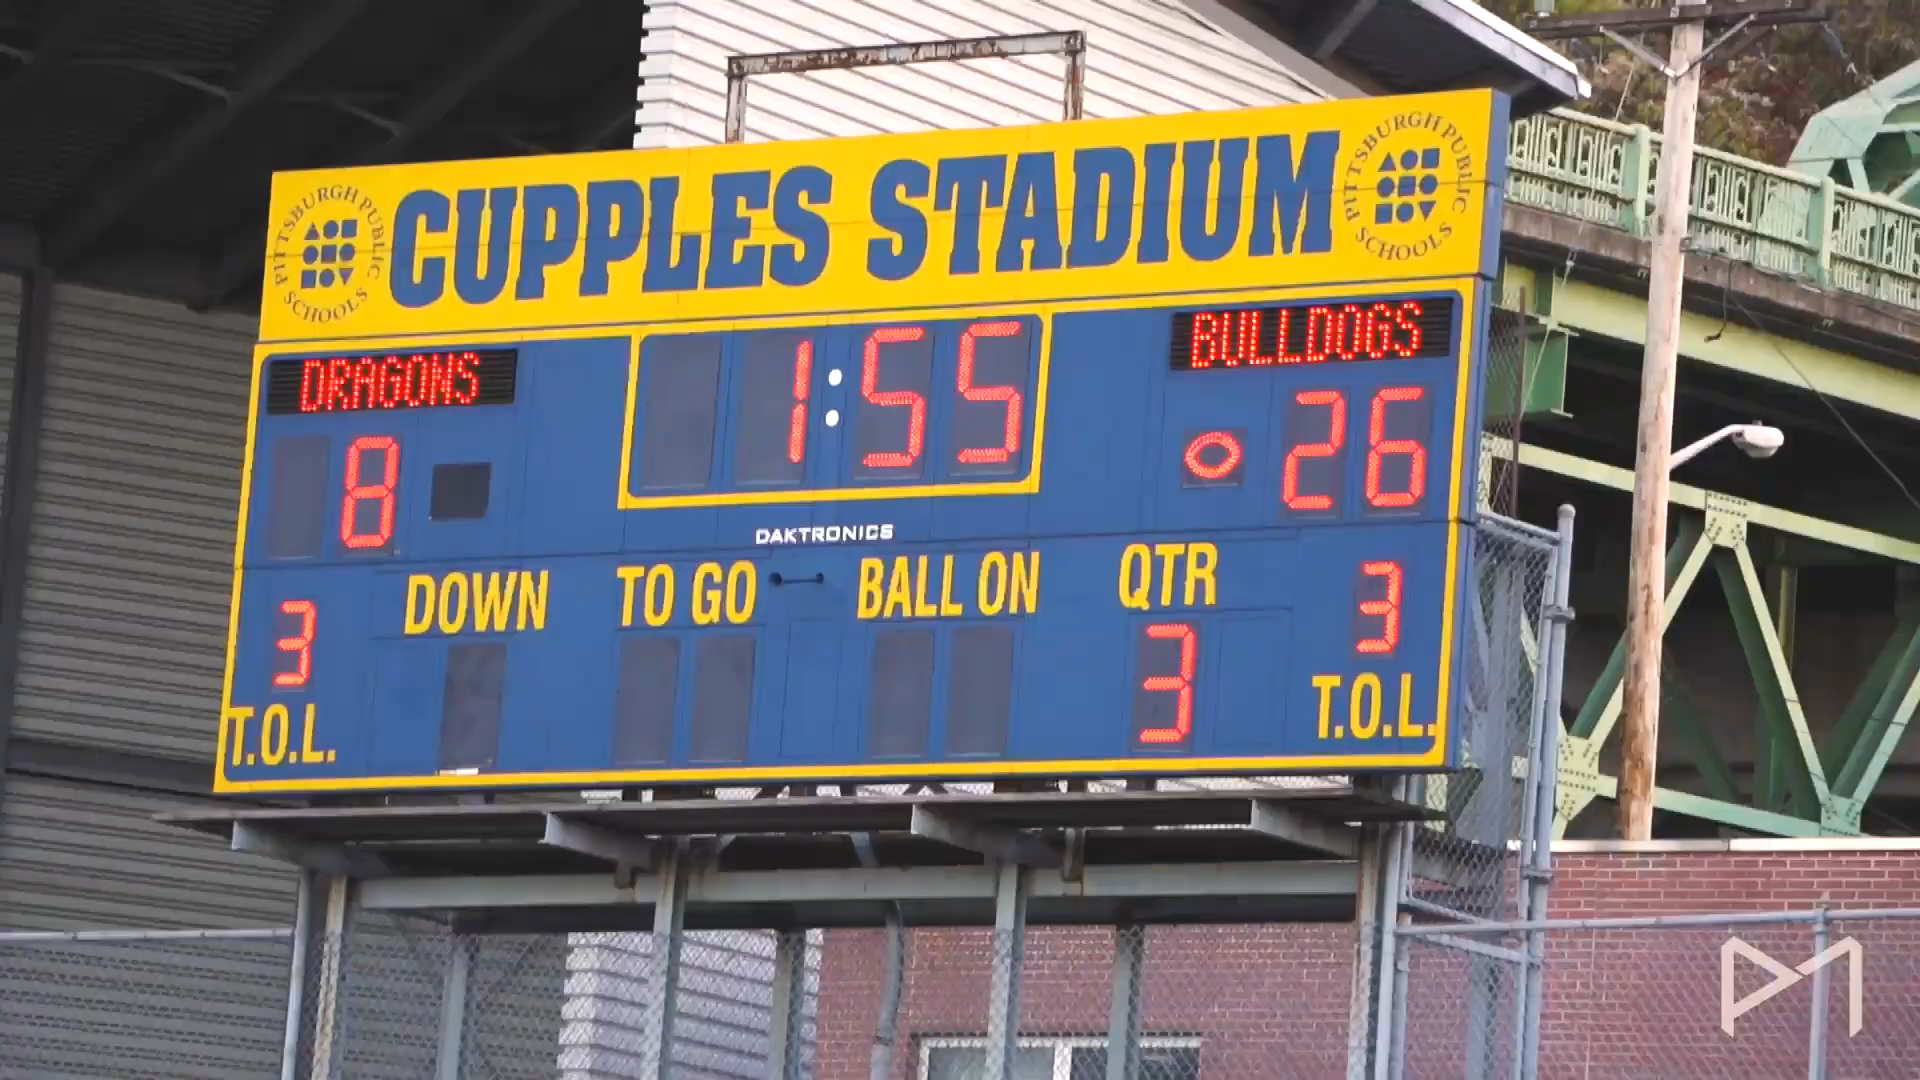 PITTSBURGH PUBLIC SCHOOLS
CUPPLES STADIUM
PITTSBURGH PUBLIC SCHOOLS
DRAGONS
1:55
BULLDOGS
8
26
DAKTRONICS
DOWN
TO GO
BALL ON
QTR
3
3
3
T.O.L.
T.O.L.